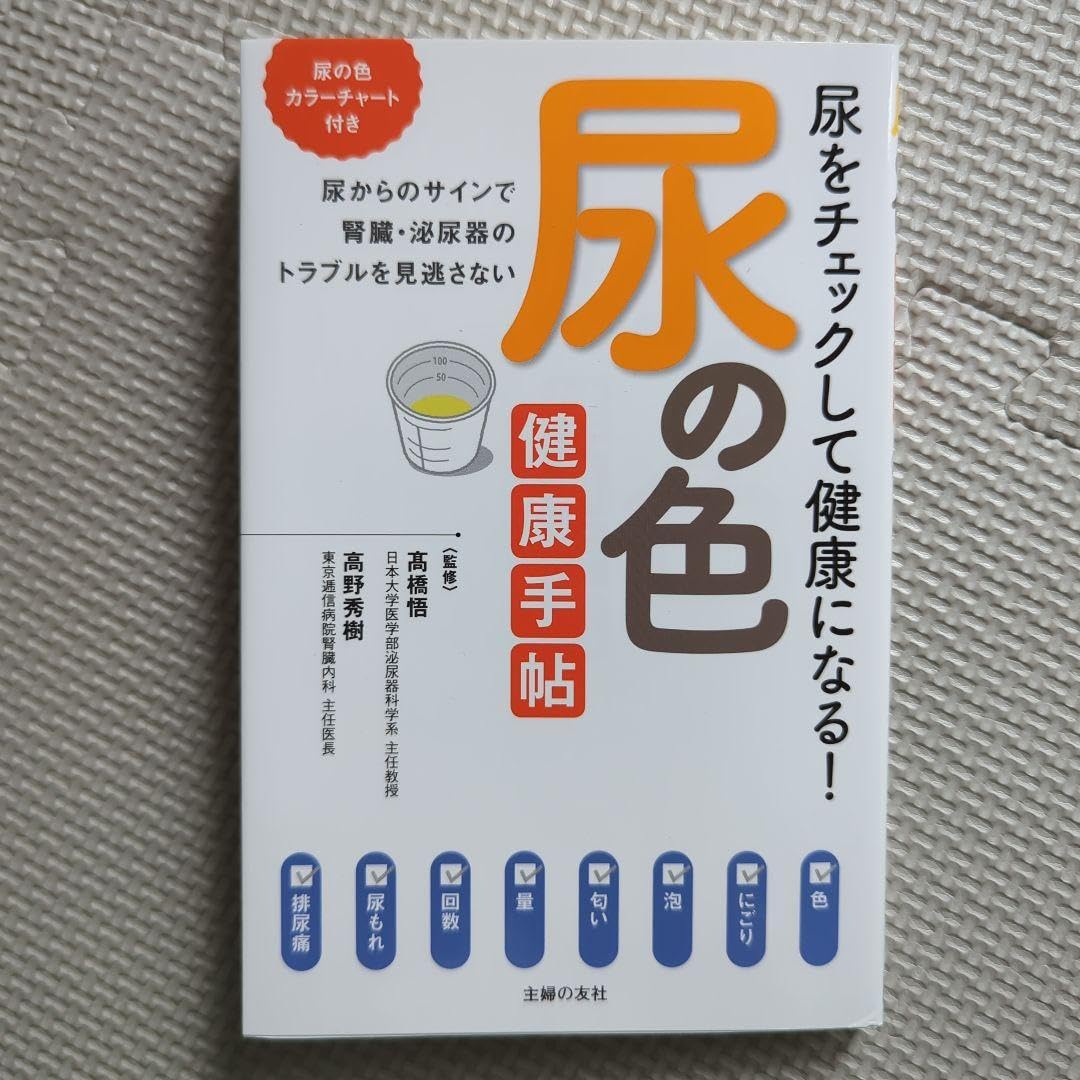 尿をチェックして健康になる！
尿の色
健康手帖
尿の色
カラーチャート
付き
尿からのサインで
腎臓・泌尿器の
トラブルを見逃さない
100
50
〈監修〉
髙橋悟
日本大学医学部泌尿器科学系 主任教授
高野秀樹
東京逓信病院腎臓内科 主任医長
色
にごり
泡
匂い
量
回数
尿もれ
排尿痛
主婦の友社